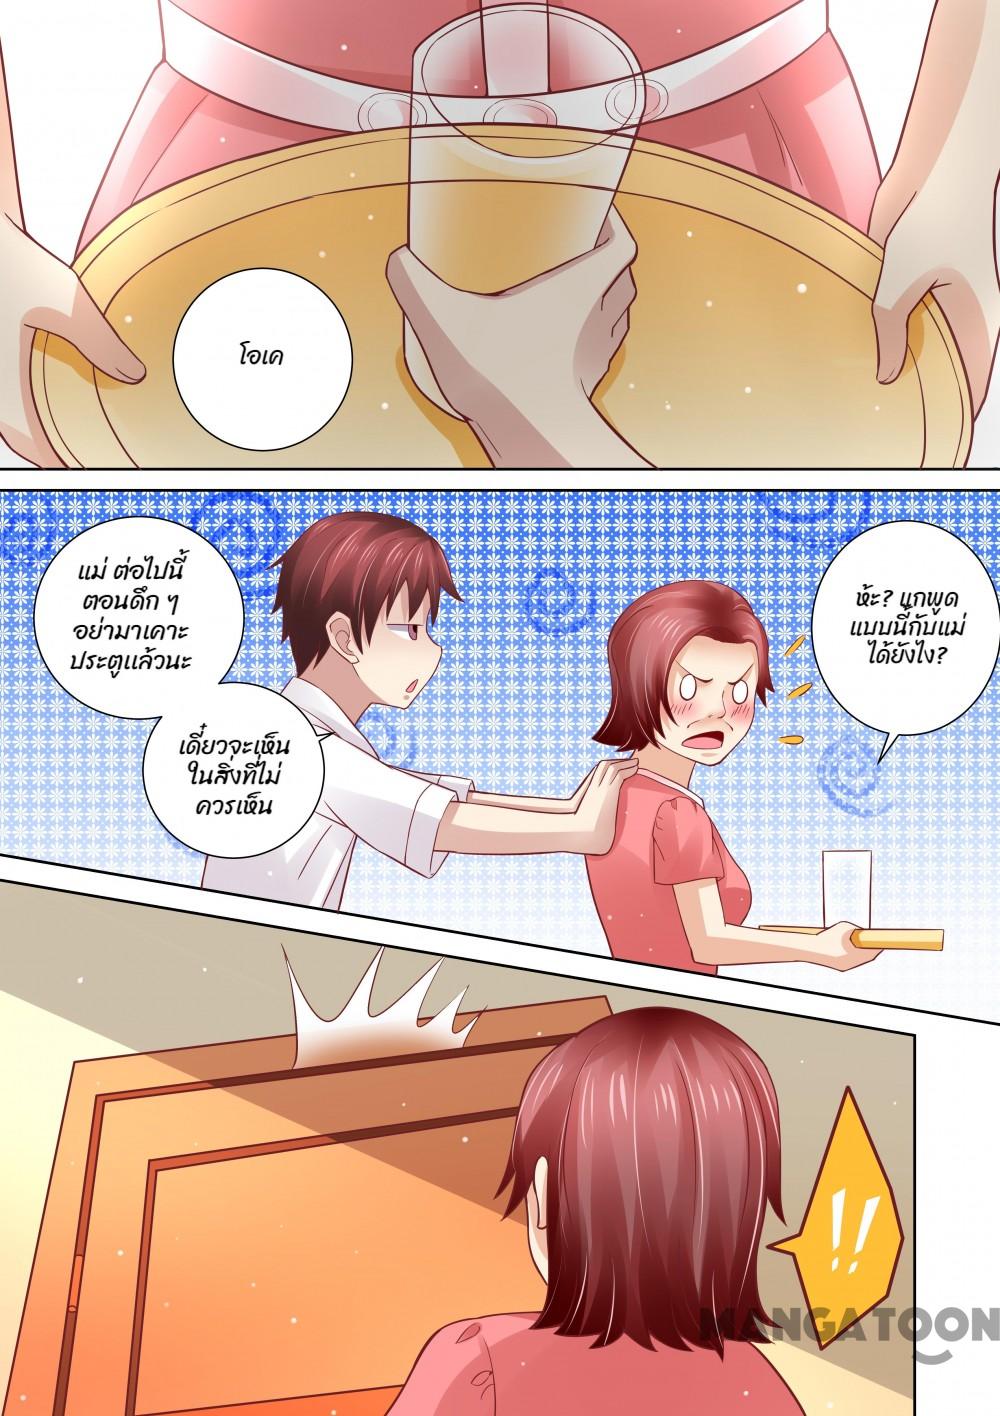 โอเค
แม่ ต่อไปนี้
ตอนดึก ๆ
อย่ามาเคาะ
ประตูแล้วนะ
เดี๋ยวจะเห็น
ในสิ่งที่ไม่
ควรเห็น
ห้ะ? แกพูด
แบบนี้กับแม่
ได้ยังไง?
!!
MANGATOON